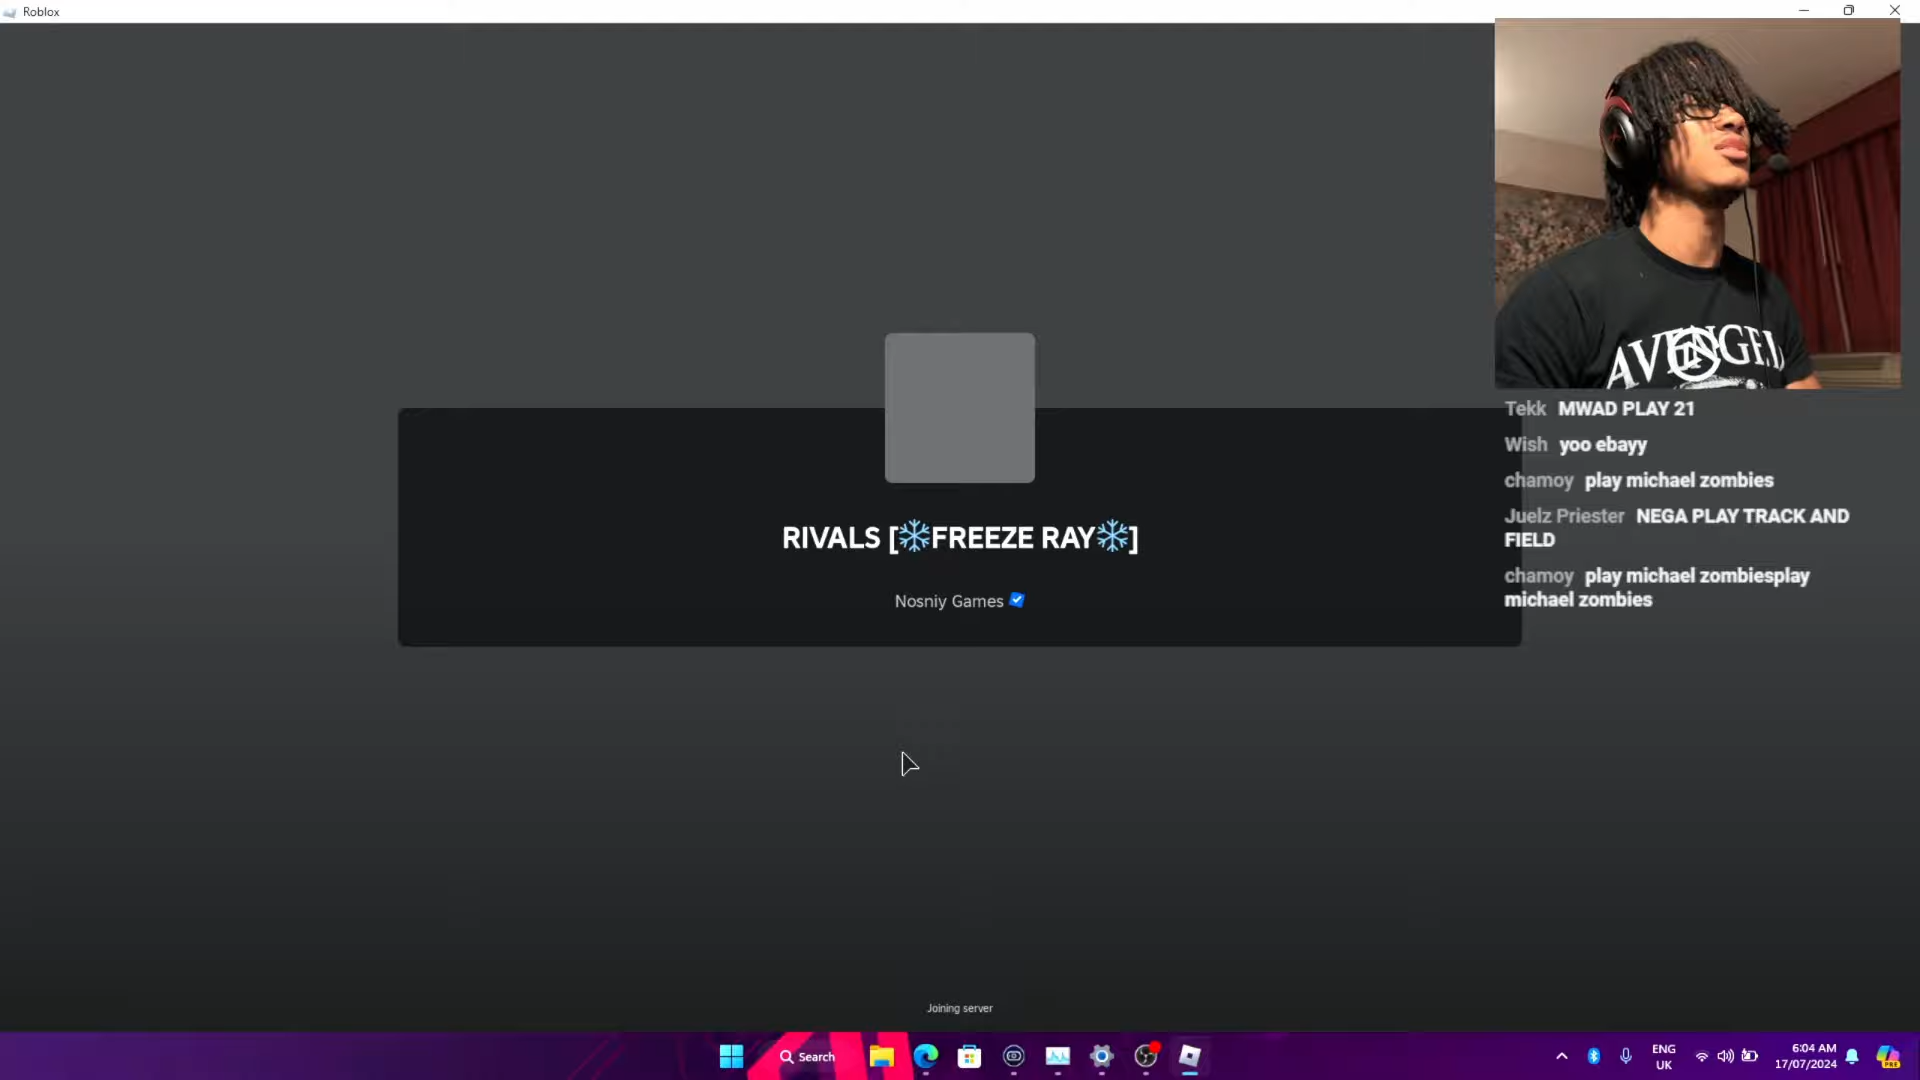 Roblox
AVENGED
Tekk MWAD PLAY 21
Wish yoo ebayy
chamoy play michael zombies
Juelz Priester NEGA PLAY TRACK AND
FIELD
chamoy play michael zombiesplay
michael zombies
RIVALS [❄FREEZE RAY❄]
Nosniy Games
Joining server
Search
ENG
UK
6:04 AM
17/07/2024
PRE